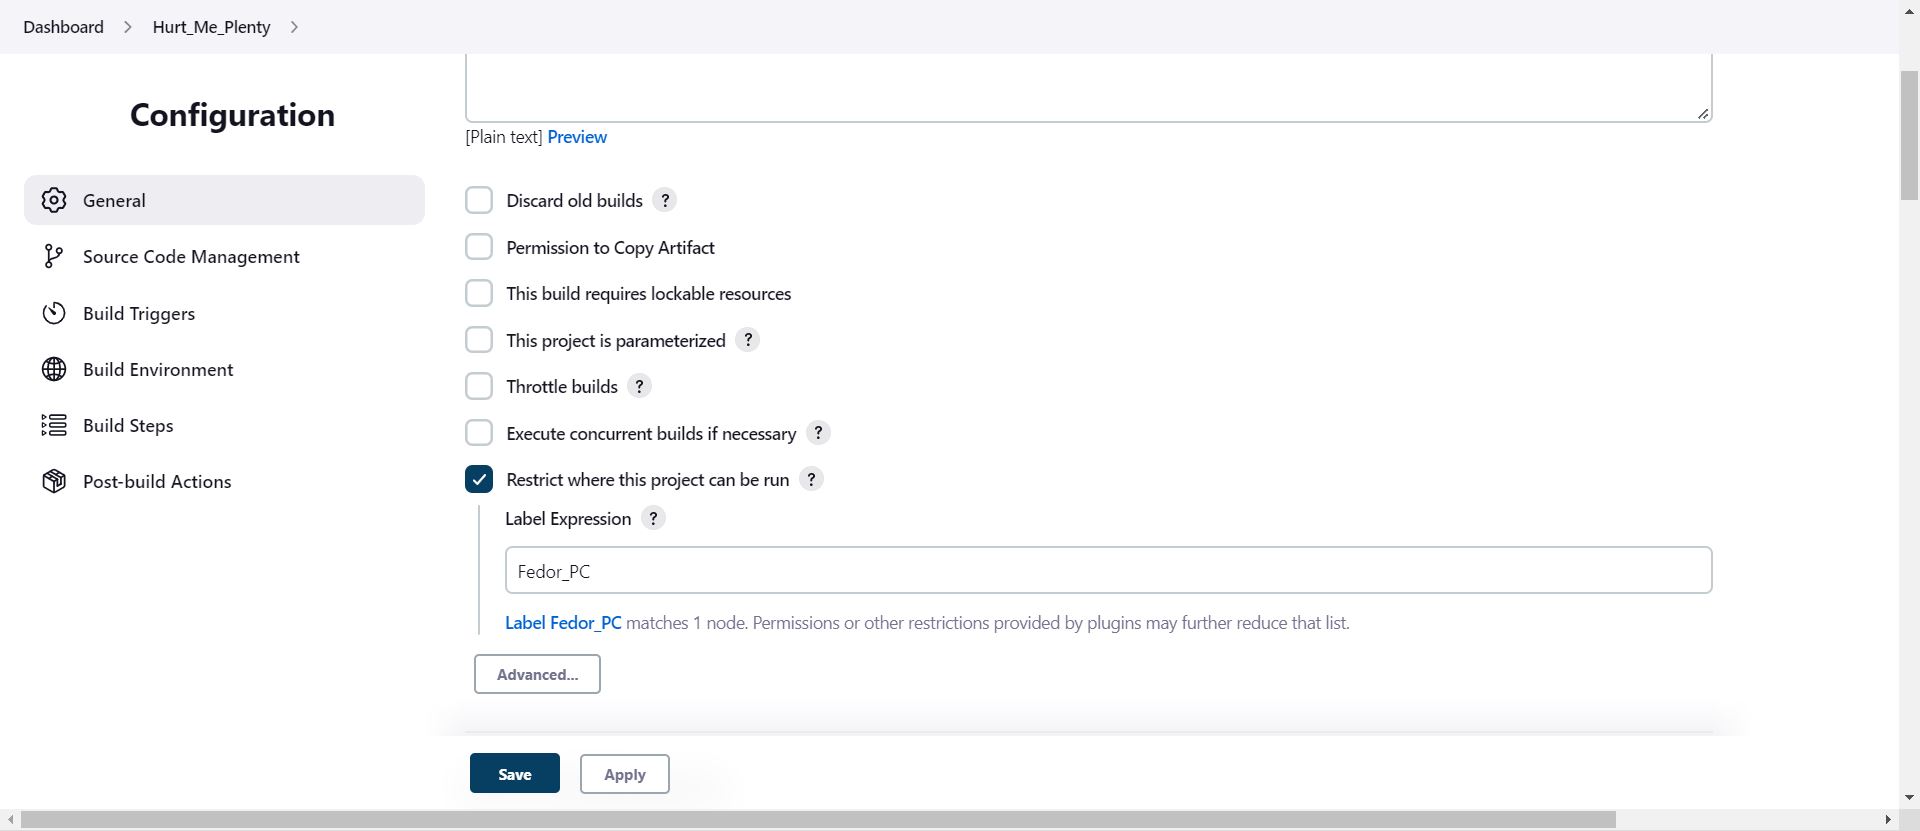 Dashboard > Hurt_Me_Plenty >
Configuration
General
Source Code Management
Build Triggers
Build Environment
Build Steps
Post-build Actions
[Plain text] Preview
Discard old builds ?
Permission to Copy Artifact
This build requires lockable resources
This project is parameterized ?
Throttle builds ?
Execute concurrent builds if necessary ?
Restrict where this project can be run ?
Label Expression ?
Fedor_PC
Label Fedor_PC matches 1 node. Permissions or other restrictions provided by plugins may further reduce that list.
Advanced...
Save Apply